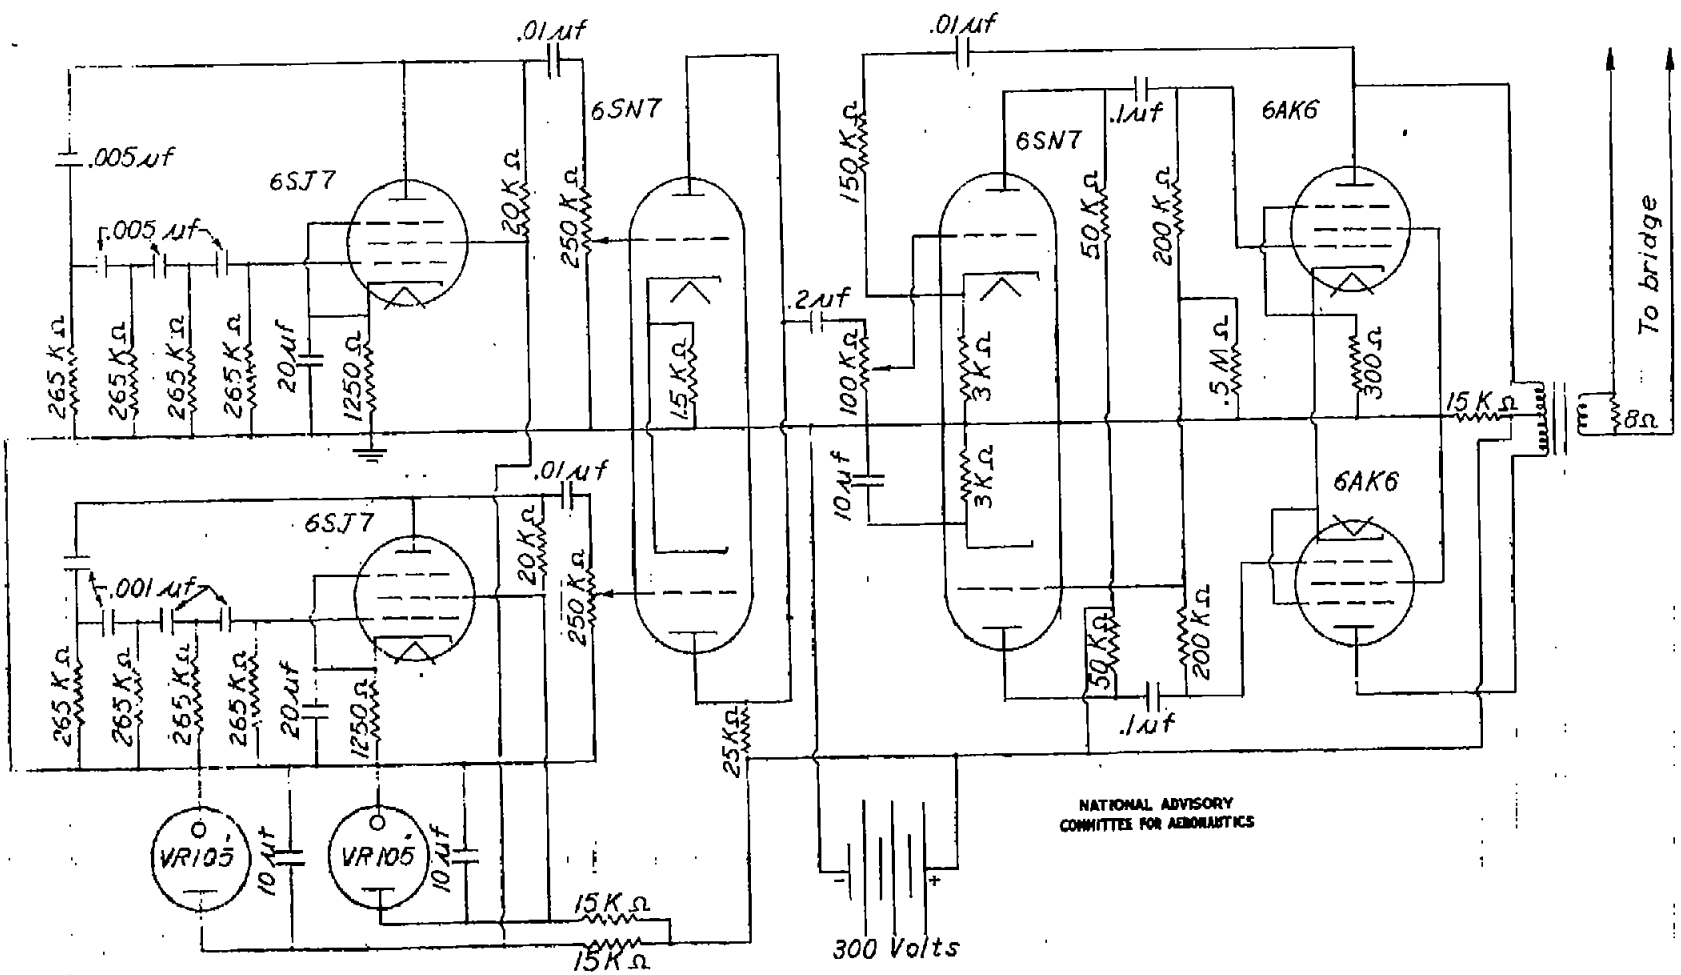 .01µf
.01µf
6SN7
.1µf
6AK6
6SN7
.005µf
6SJ7
20KΩ
250KΩ
150KΩ
50KΩ
200KΩ
To bridge
.005µf
.2µf
265KΩ
265KΩ
265KΩ
265KΩ
20µf
1250Ω
1.5KΩ
100KΩ
3KΩ
.5MΩ
300Ω
15KΩ
8Ω
.01µf
10µf
3KΩ
6AK6
6SJ7
20KΩ
250KΩ
.001µf
265KΩ
265KΩ
265KΩ
265KΩ
20µf
1250Ω
25KΩ
50KΩ
200KΩ
.1µf
VR105
10µf
VR105
10µf
NATIONAL ADVISORY
COMMITTEE FOR AERONAUTICS
- +
15KΩ
15KΩ
300 Volts